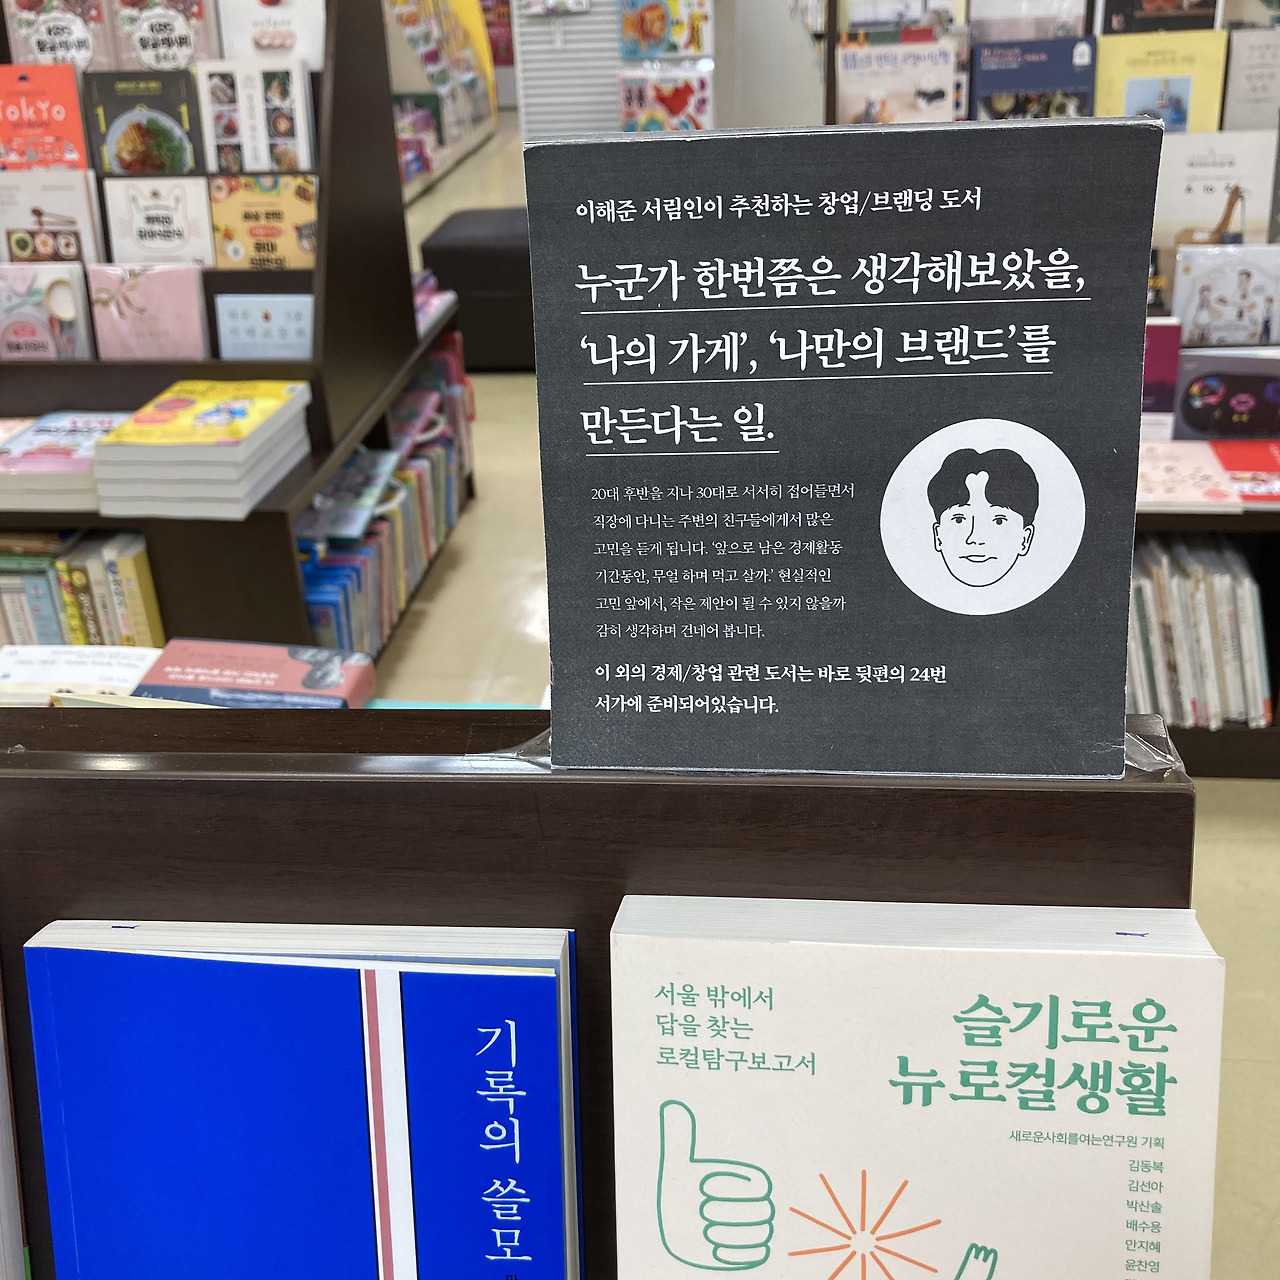 이해준 서림인이 추천하는 창업/브랜딩 도서
누군가 한번쯤은 생각해보았을,
‘나의 가게’, ‘나만의 브랜드’를
만든다는 일.
20대 후반을 지나 30대로 서서히 접어들면서
직장에 다니는 주변의 친구들에게서 많은
고민을 듣게 됩니다. ‘앞으로 남은 경제활동
기간동안, 무얼 하며 먹고 살까.’ 현실적인
고민 앞에서, 작은 제안이 될 수 있지 않을까
감히 생각하며 건네어 봅니다.
이 외의 경제/창업 관련 도서는 바로 뒷편의 24번
서가에 준비되어있습니다.
기록의 쓸모
서울 밖에서
답을 찾는
로컬탐구보고서
슬기로운
뉴로컬생활
새로운사회를여는연구원 기획
김동복
김선아
박산솔
배수용
안지혜
윤찬영
TOKYO